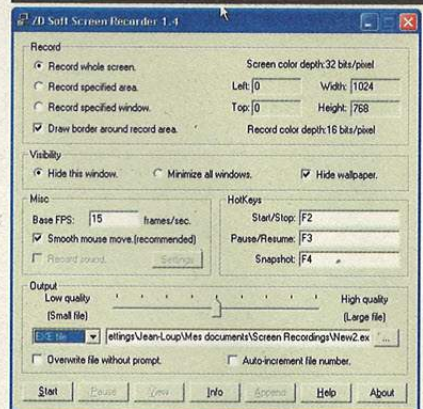 ZD Soft Screen Recorder 1.4
Record
Record whole screen.
Screen color depth:32 bits/pixel
Record specified area.
Left: 0 Width: 1024
Record specified window.
Top: 0 Height: 768
Draw border around record area.
Record color depth:16 bits/pixel
Visibility
Hide this window. Minimize all windows. Hide wallpaper.
Misc
Base FPS: 15 frames/sec.
Smooth mouse move.(recommended)
Record sound. Settings
HotKeys
Start/Stop: F2
Pause/Resume: F3
Snapshot: F4
Output
Low quality High quality
(Small file) (Large file)
EXE file ettings\Jean-Loup\Mes documents\Screen Recordings\New2.ex ...
Overwrite file without prompt. Auto-increment file number.
Start Pause View Info Append Help About